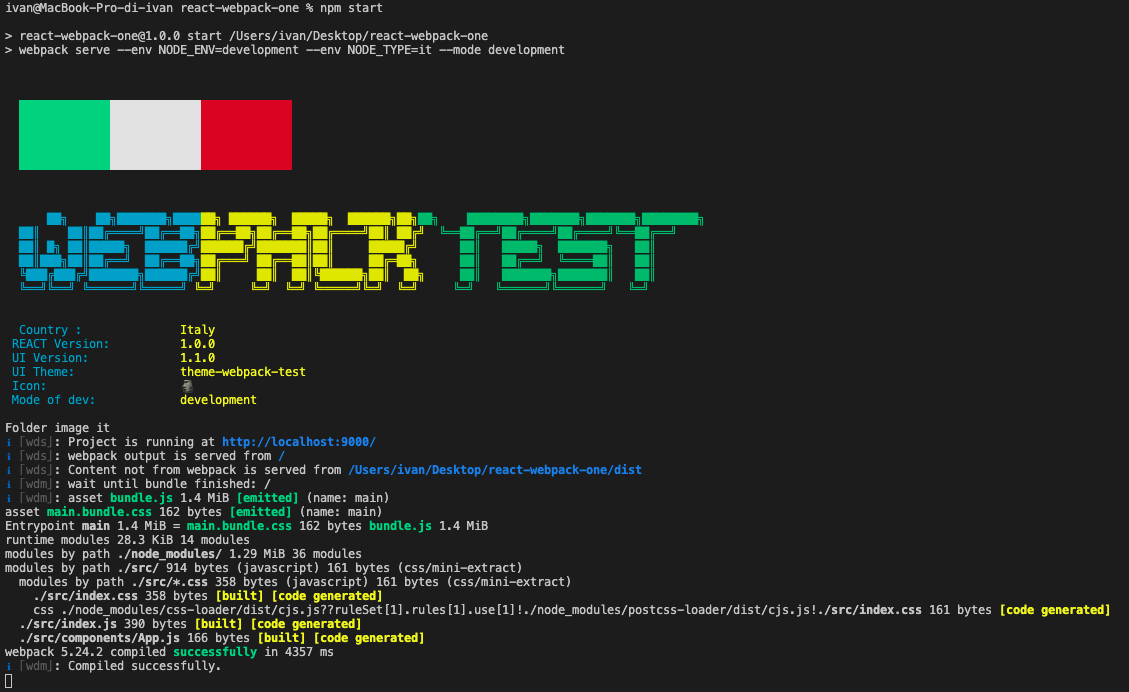 ivan@MacBook-Pro-di-ivan react-webpack-one % npm start
> react-webpack-one@1.0.0 start /Users/ivan/Desktop/react-webpack-one
> webpack serve --env NODE_ENV=development --env NODE_TYPE=it --mode development
WEBPACK TEST
Country : Italy
REACT Version: 1.0.0
UI Version: 1.1.0
UI Theme: theme-webpack-test
Icon: 🗿
Mode of dev: development
Folder image it
ℹ ｢wds｣: Project is running at http://localhost:9000/
ℹ ｢wds｣: webpack output is served from /
ℹ ｢wds｣: Content not from webpack is served from /Users/ivan/Desktop/react-webpack-one/dist
ℹ ｢wds｣: wait until bundle finished: /
ℹ ｢wdm｣: asset bundle.js 1.4 MiB [emitted] (name: main)
asset main.bundle.css 162 bytes [emitted] (name: main)
Entrypoint main 1.4 MiB = main.bundle.css 162 bytes bundle.js 1.4 MiB
runtime modules 28.3 KiB 14 modules
modules by path ./node_modules/ 1.29 MiB 36 modules
modules by path ./src/ 914 bytes (javascript) 161 bytes (css/mini-extract)
modules by path ./src/*.css 358 bytes (javascript) 161 bytes (css/mini-extract)
./src/index.css 358 bytes [built] [code generated]
css ./node_modules/css-loader/dist/cjs.js??ruleSet[1].rules[1].use[1]!./node_modules/postcss-loader/dist/cjs.js!./src/index.css 161 bytes [code generated]
./src/index.js 390 bytes [built] [code generated]
./src/components/App.js 166 bytes [built] [code generated]
webpack 5.24.2 compiled successfully in 4357 ms
ℹ ｢wdm｣: Compiled successfully.